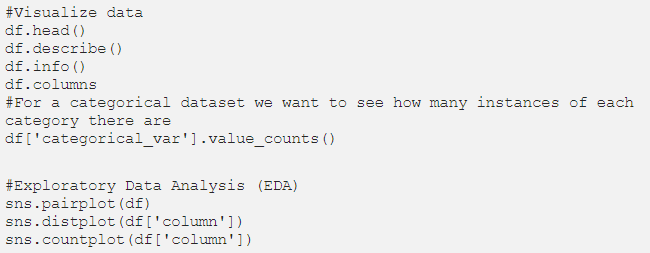 #Visualize data
df.head()
df.describe()
df.info()
df.columns
#For a categorical dataset we want to see how many instances of each
category there are
df['categorical_var'].value_counts()
#Exploratory Data Analysis (EDA)
sns.pairplot(df)
sns.distplot(df['column'])
sns.countplot(df['column'])